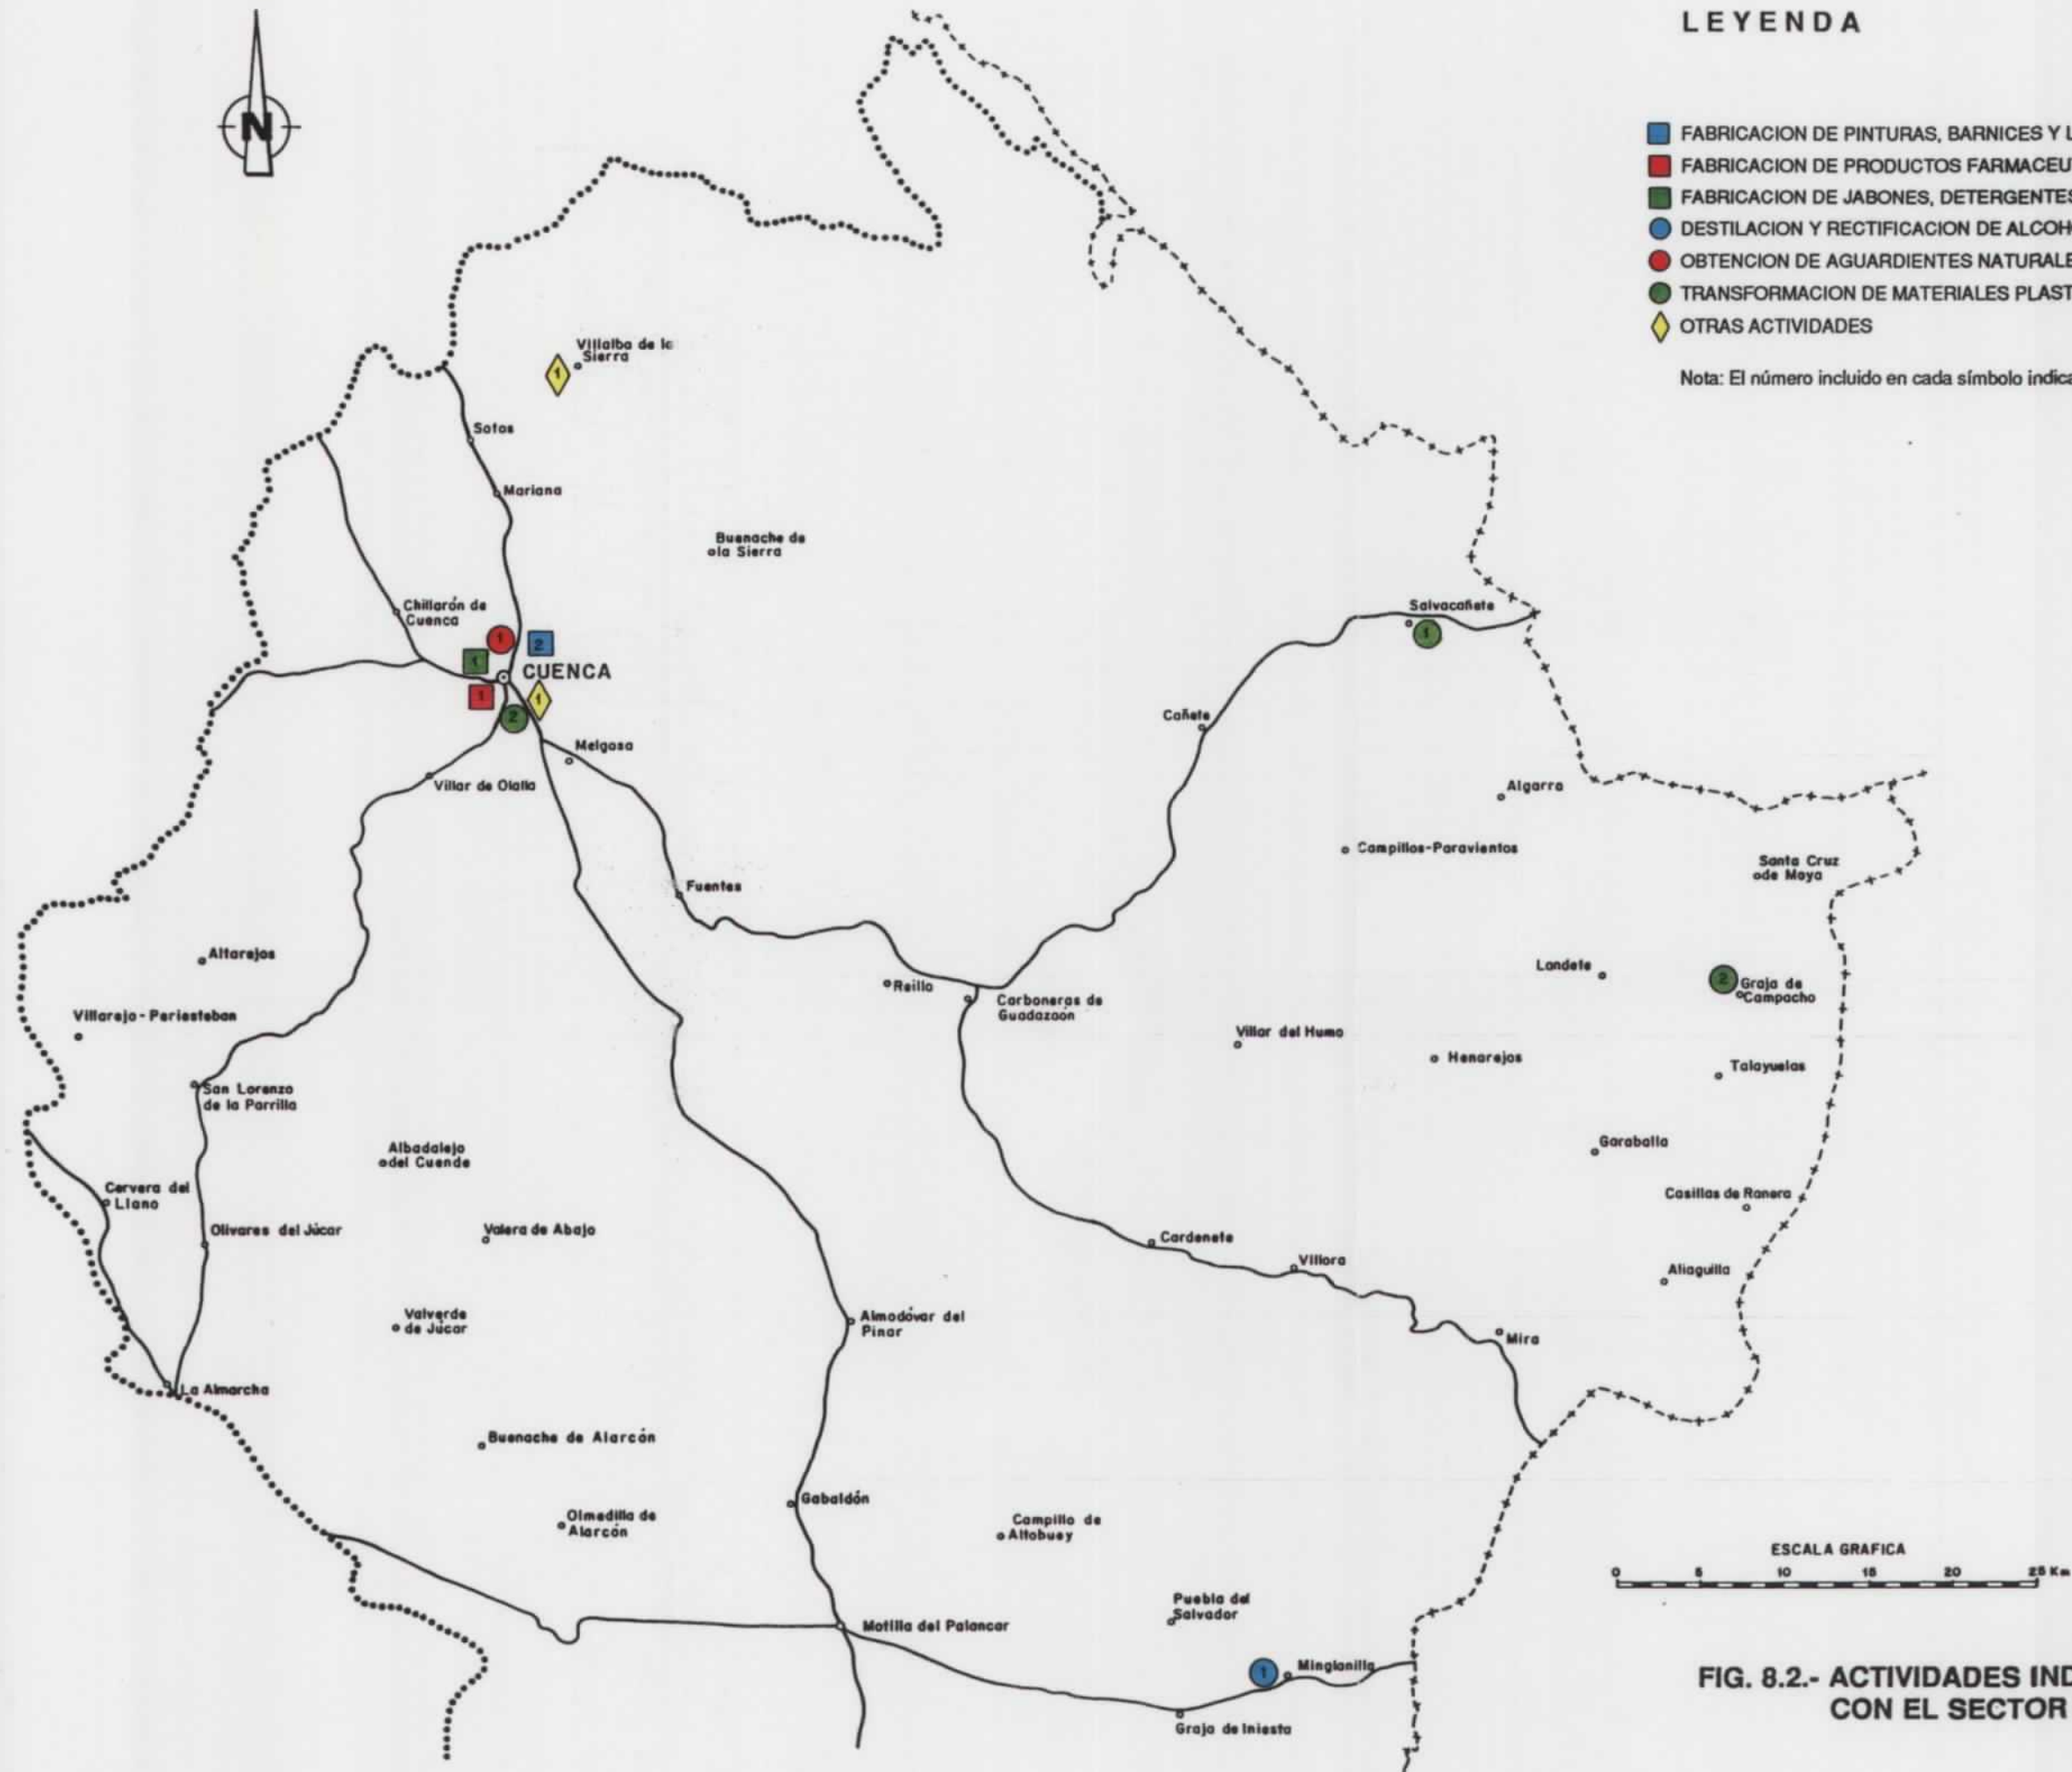 N
LEYENDA
FABRICACION DE PINTURAS, BARNICES Y L
FABRICACION DE PRODUCTOS FARMACEU
FABRICACION DE JABONES, DETERGENTES
DESTILACION Y RECTIFICACION DE ALCOH
OBTENCION DE AGUARDIENTES NATURALE
TRANSFORMACION DE MATERIALES PLAST
OTRAS ACTIVIDADES
Nota: El número incluido en cada símbolo indica
Villalba de la
Sierra
1
Sotos
Mariana
Buenache de
la Sierra
Chillarón de
Cuenca
1
2
1
CUENCA
1
1
2
Salvacañete
1
Cañete
Melgosa
Villar de Olalla
Algarra
Campillos-Paravientos
Santa Cruz
de Moya
Fuentes
Altarejos
Landete
2
Graja de
Campacho
Reillo
Carboneras de
Guadazaón
Villarejo-Periesteban
Villar del Humo
Henarejos
Talayuelas
San Lorenzo
de la Parrilla
Garaballa
Albadalejo
del Cuende
Cervera del
Llano
Casillas de Ranera
Olivares del Júcar
Valera de Abajo
Cardenete
Villora
Aliaguilla
Valverde
de Júcar
Almodóvar del
Pinar
Mira
La Almarcha
Buenache de Alarcón
Gabaldón
Olmedilla de
Alarcón
Campillo de
Altobuey
ESCALA GRAFICA
0 5 10 15 20 25 Km
Puebla del
Salvador
Motilla del Palancar
1
Minglanilla
Graja de Iniesta
FIG. 8.2.- ACTIVIDADES IND
CON EL SECTOR